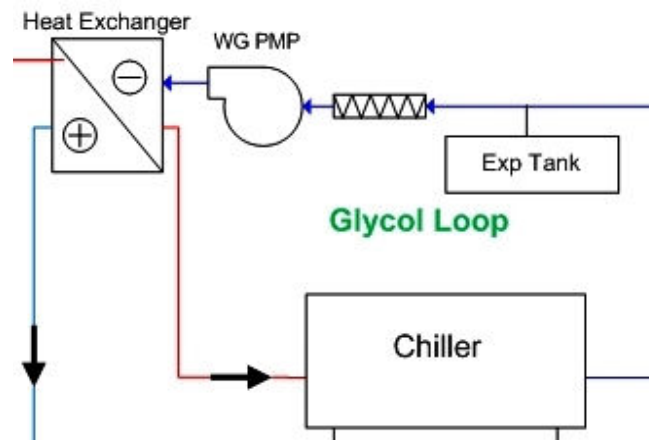 Heat Exchanger
WG PMP
Exp Tank
Glycol Loop
Chiller